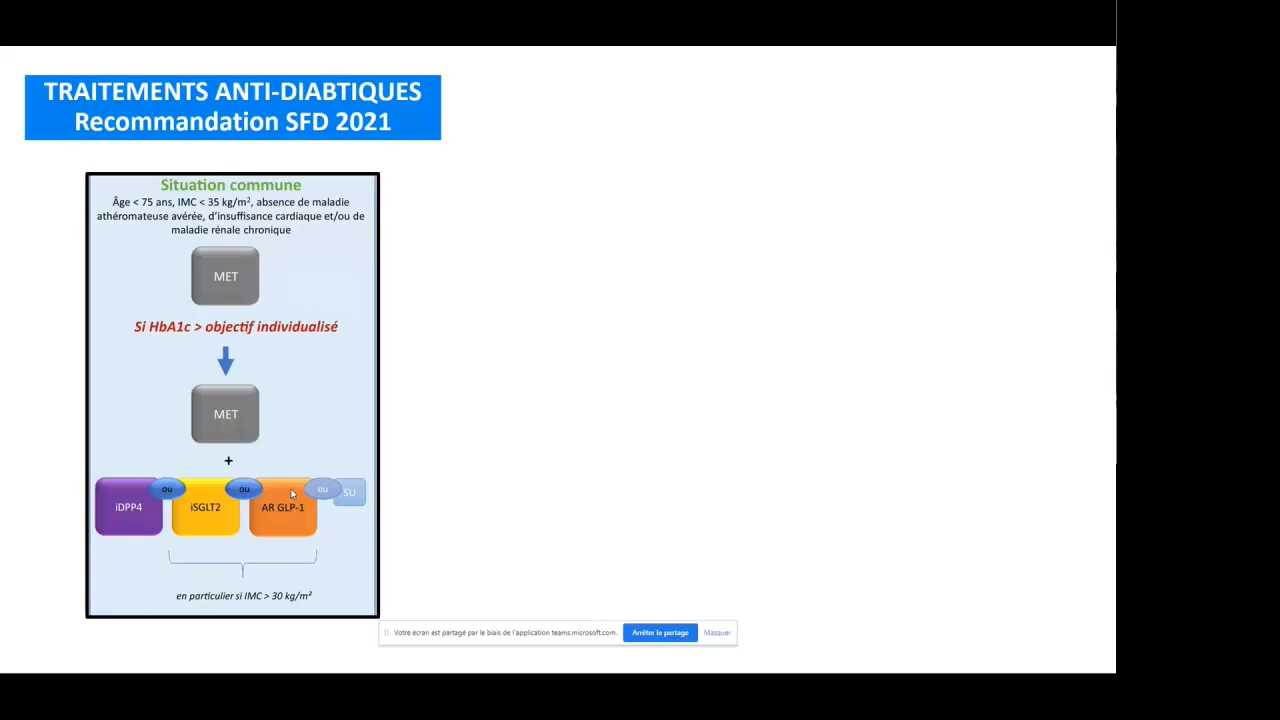 TRAITEMENTS ANTI-DIABTIQUES
Recommandation SFD 2021
Situation commune
Âge < 75 ans, IMC < 35 kg/m², absence de maladie
athéromateuse avérée, d'insuffisance cardiaque et/ou de
maladie rénale chronique
MET
Si HbA1c > objectif individualisé
MET
+
iDPP4 ou iSGLT2 ou AR GLP-1 ou SU
en particulier si IMC > 30 kg/m²
Votre écran est partagé par le biais de l'application teams.microsoft.com. Arrêter le partage Masquer